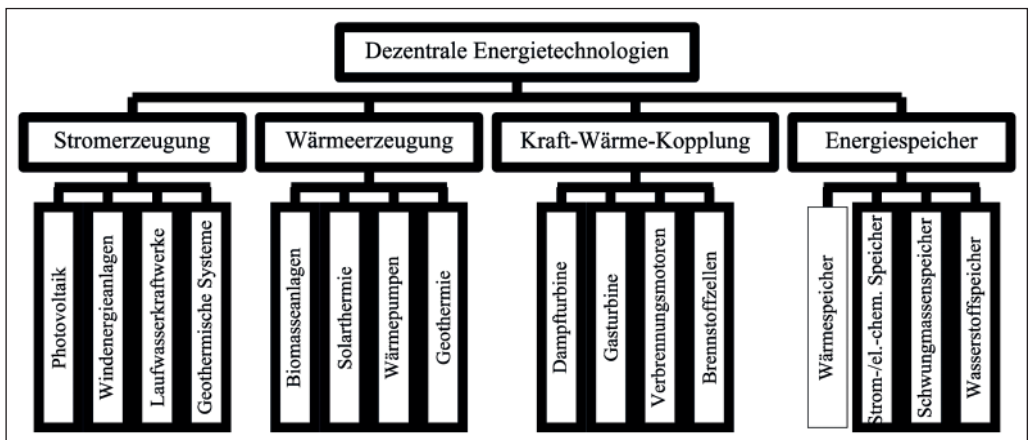 Dezentrale Energietechnologien
Stromerzeugung
Wärmeerzeugung
Kraft-Wärme-Kopplung
Energiespeicher
Photovoltaik
Windenergieanlagen
Laufwasserkraftwerke
Geothermische Systeme
Biomasseanlagen
Solarthermie
Wärmepumpen
Geothermie
Dampfturbine
Gasturbine
Verbrennungsmotoren
Brennstoffzellen
Wärmespeicher
Strom-/el.-chem. Speicher
Schwungmassenspeicher
Wasserstoffspeicher